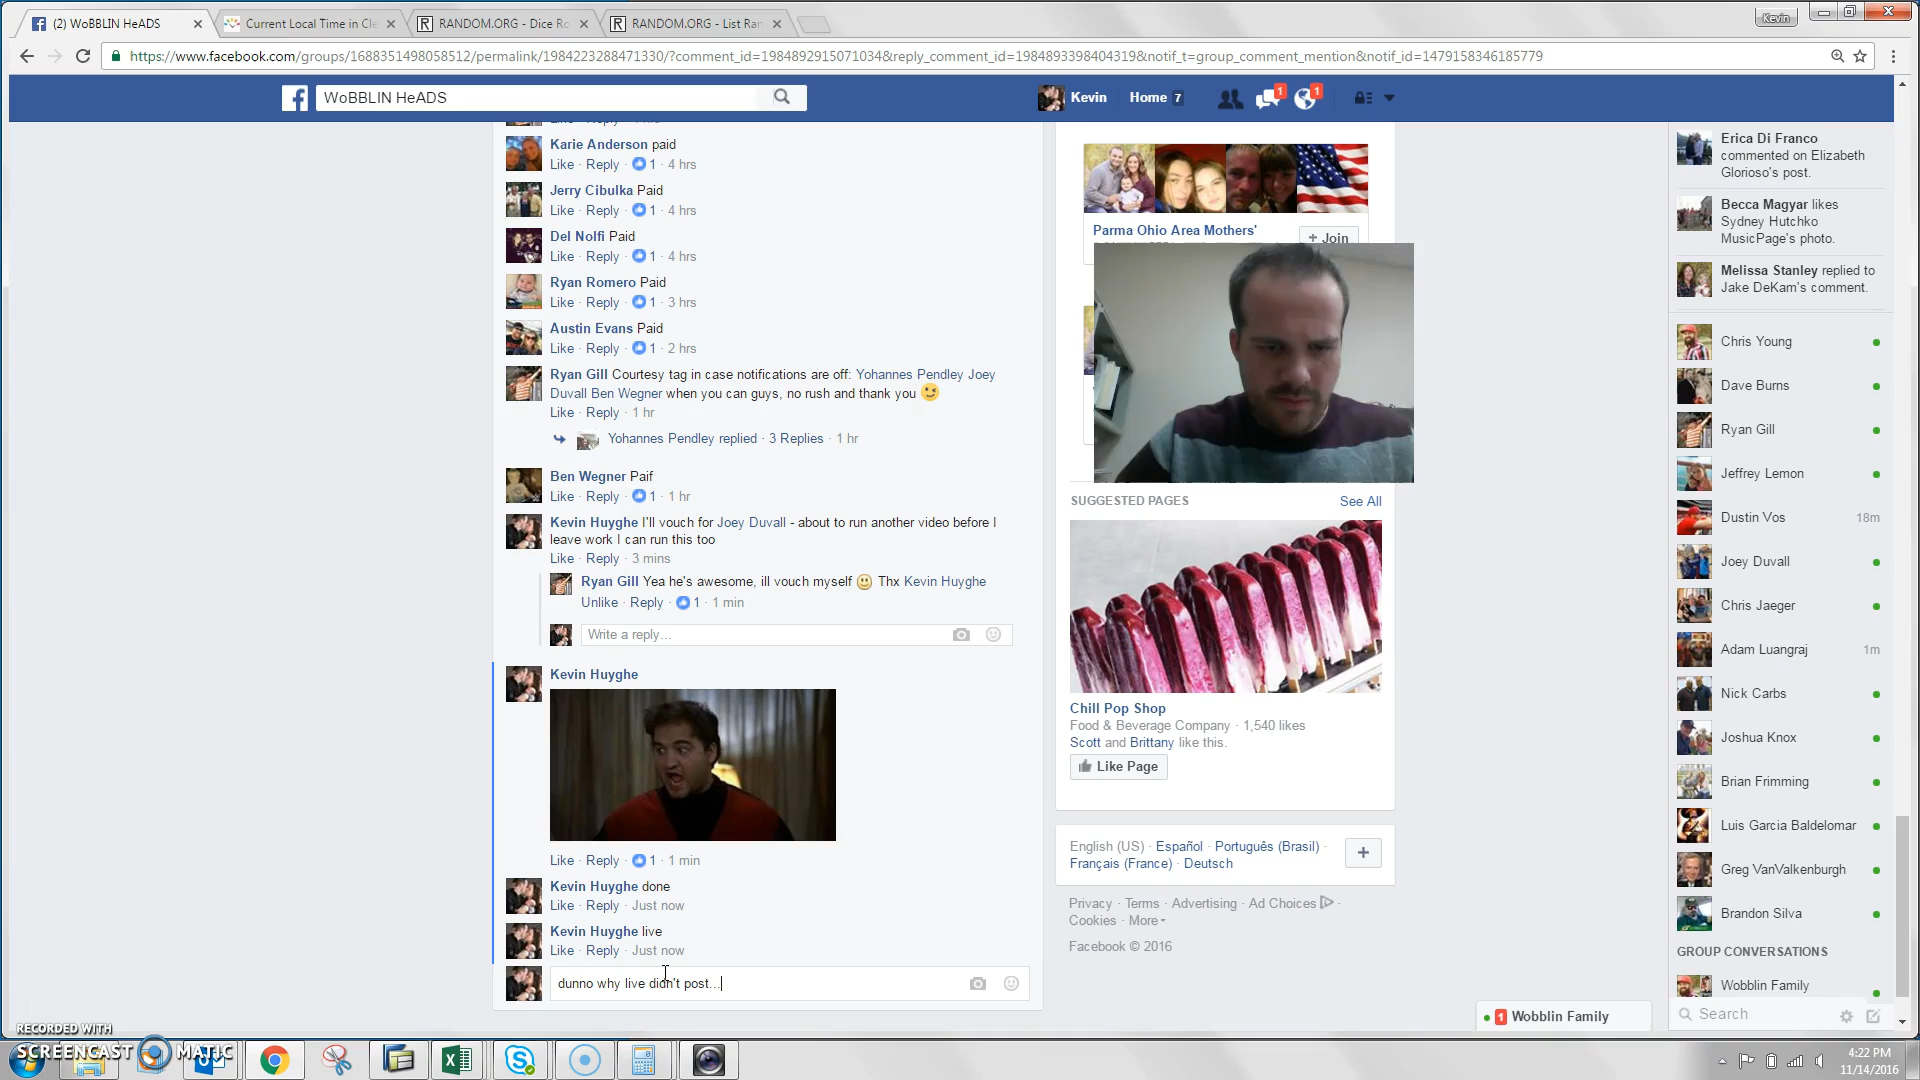 (2) WoBBLIN HeADS
Current Local Time in Cle
RANDOM.ORG - Dice Ro
RANDOM.ORG - List Ran
Kevin
https://www.facebook.com/groups/1688351498058512/permalink/1984223288471330/?comment_id=1984892915071034&reply_comment_id=1984893398404319&notif_t=group_comment_mention&notif_id=1479158346185779
WoBBLIN HeADS
Kevin
Home 7
1
1
Karie Anderson paid
Like · Reply · 1 · 4 hrs
Jerry Cibulka Paid
Like · Reply · 1 · 4 hrs
Del Nolfi Paid
Like · Reply · 1 · 4 hrs
Ryan Romero Paid
Like · Reply · 1 · 3 hrs
Austin Evans Paid
Like · Reply · 1 · 2 hrs
Ryan Gill Courtesy tag in case notifications are off: Yohannes Pendley Joey
Duvall Ben Wegner when you can guys, no rush and thank you
Like · Reply · 1 hr
Yohannes Pendley replied · 3 Replies · 1 hr
Ben Wegner Paif
Like · Reply · 1 · 1 hr
Kevin Huyghe I'll vouch for Joey Duvall - about to run another video before I
leave work I can run this too
Like · Reply · 3 mins
Ryan Gill Yea he's awesome, ill vouch myself Thx Kevin Huyghe
Unlike · Reply · 1 · 1 min
Write a reply...
Kevin Huyghe
Like · Reply · 1 · 1 min
Kevin Huyghe done
Like · Reply · Just now
Kevin Huyghe live
Like · Reply · Just now
dunno why live didn't post...
Parma Ohio Area Mothers'
+ Join
SUGGESTED PAGES
See All
Chill Pop Shop
Food & Beverage Company · 1,540 likes
Scott and Brittany like this.
Like Page
English (US) · Español · Português (Brasil) ·
Français (France) · Deutsch
+
Privacy · Terms · Advertising · Ad Choices ·
Cookies · More
Facebook © 2016
Erica Di Franco
commented on Elizabeth
Glorioso's post.
Becca Magyar likes
Sydney Hutchko
MusicPage's photo.
Melissa Stanley replied to
Jake DeKam's comment.
Chris Young
Dave Burns
Ryan Gill
Jeffrey Lemon
Dustin Vos 18m
Joey Duvall
Chris Jaeger
Adam Luangraj 1m
Nick Carbs
Joshua Knox
Brian Frimming
Luis Garcia Baldelomar
Greg VanValkenburgh
Brandon Silva
GROUP CONVERSATIONS
Wobblin Family
Search
1 Wobblin Family
RECORDED WITH
SCREENCAST MATIC
4:22 PM
11/14/2016